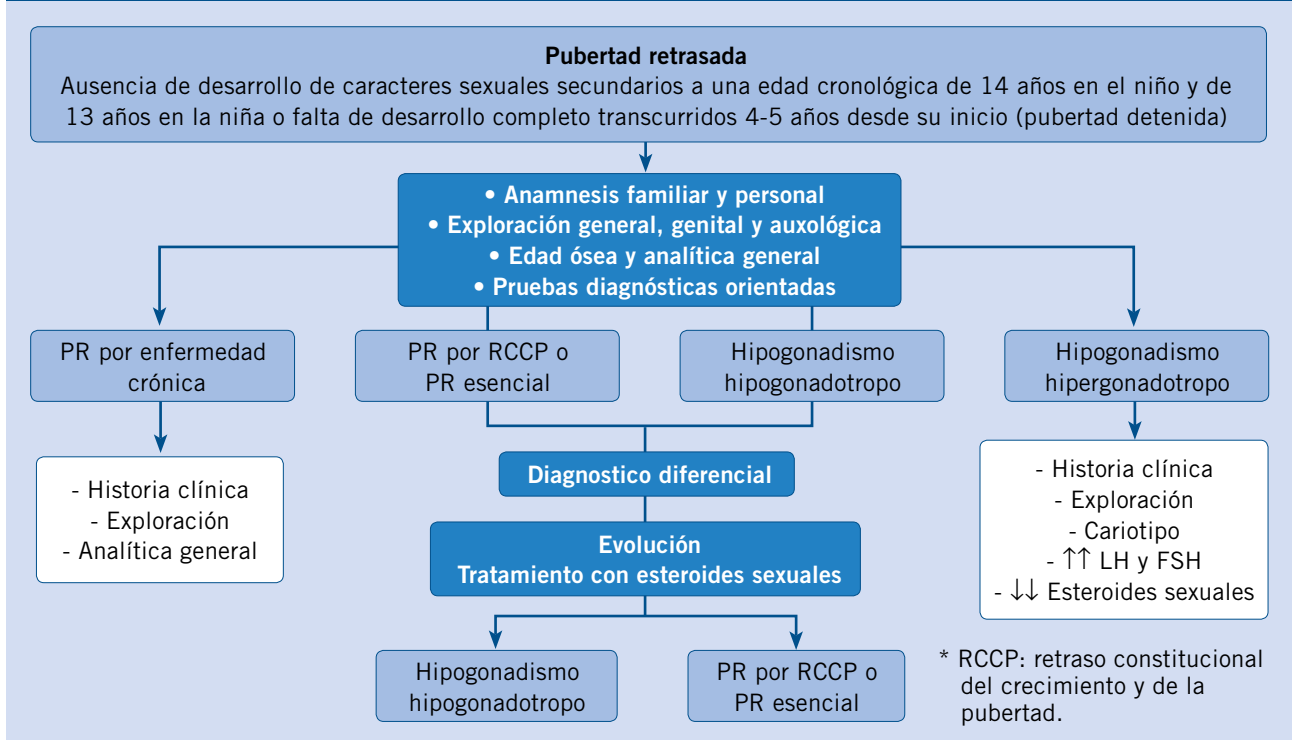 Pubertad retrasada
Ausencia de desarrollo de caracteres sexuales secundarios a una edad cronológica de 14 años en el niño y de
13 años en la niña o falta de desarrollo completo transcurridos 4-5 años desde su inicio (pubertad detenida)
• Anamnesis familiar y personal
• Exploración general, genital y auxológica
• Edad ósea y analítica general
• Pruebas diagnósticas orientadas
PR por enfermedad
crónica
PR por RCCP o
PR esencial
Hipogonadismo
hipogonadotropo
Hipogonadismo
hipergonadotropo
- Historia clínica
- Exploración
- Analítica general
Diagnostico diferencial
- Historia clínica
- Exploración
- Cariotipo
- ↑↑ LH y FSH
- ↓↓ Esteroides sexuales
Evolución
Tratamiento con esteroides sexuales
Hipogonadismo
hipogonadotropo
PR por RCCP o
PR esencial
* RCCP: retraso constitucional
del crecimiento y de la
pubertad.